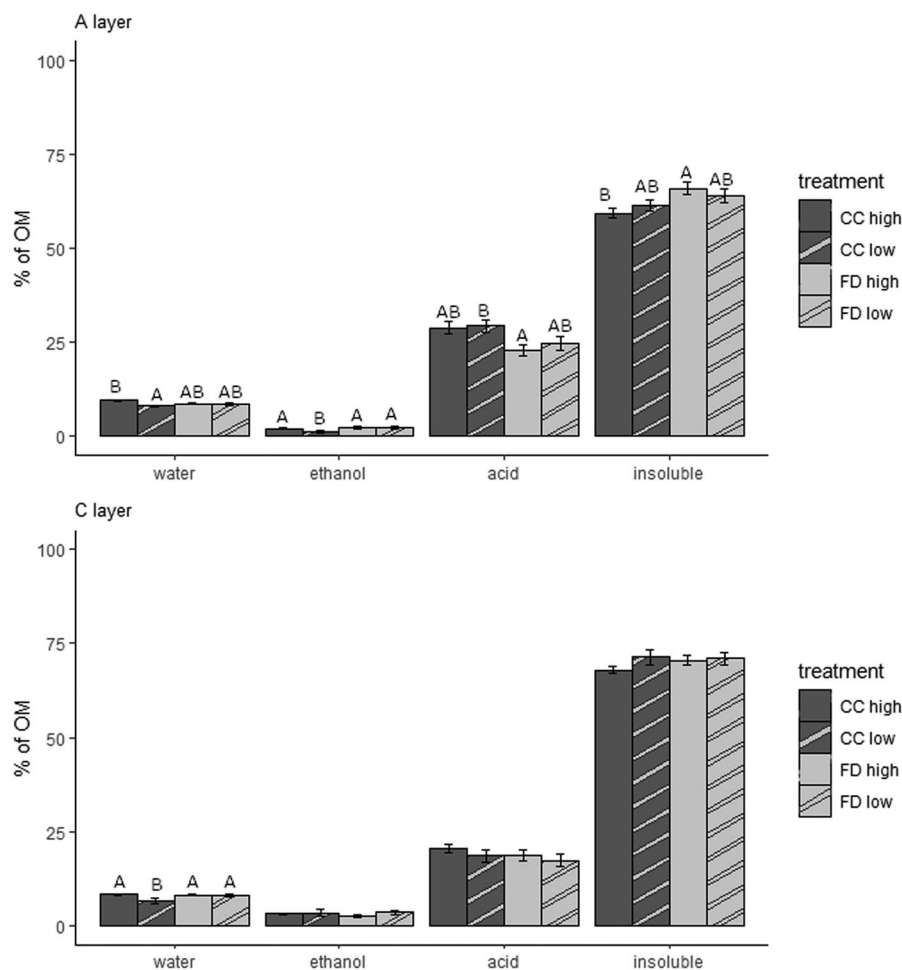 A layer
100
75
50
25
0
% of OM
B A AB AB
A B A A
AB B A AB
B AB A AB
water ethanol acid insoluble
treatment
CC high
CC low
FD high
FD low
C layer
100
75
50
25
0
% of OM
A B A A
water ethanol acid insoluble
treatment
CC high
CC low
FD high
FD low